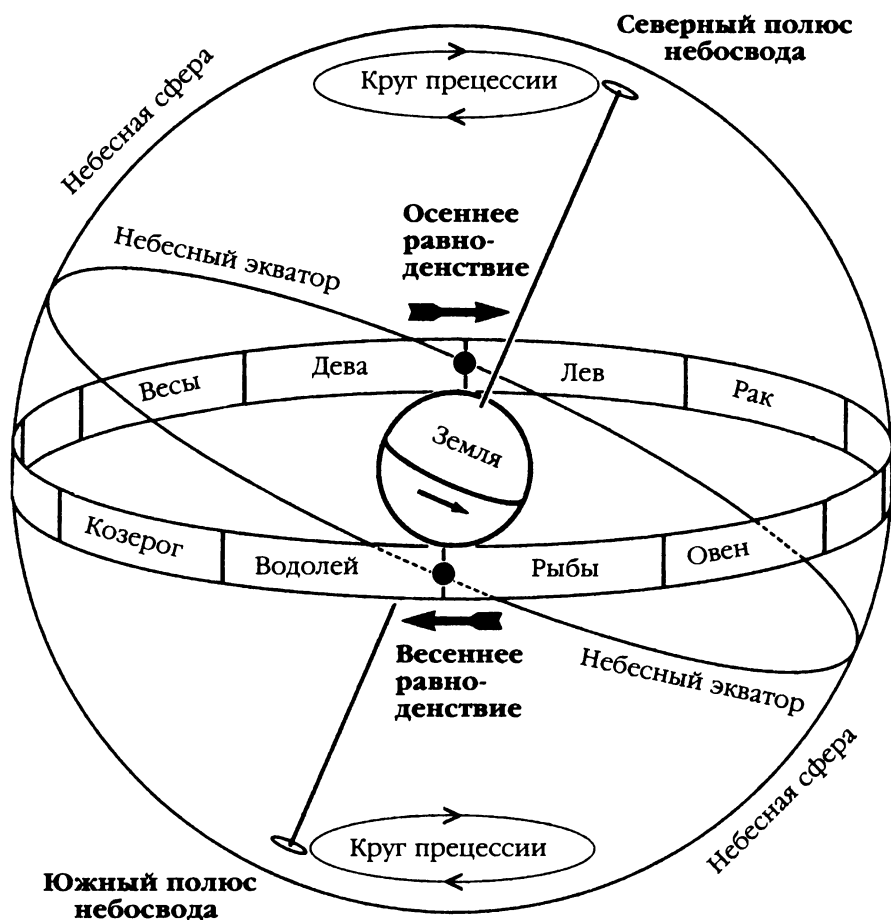 Северный полюс
небосвода
Круг прецессии
Небесная сфера
Осеннее
равно-
денствие
Небесный экватор
Весы
Дева
Лев
Рак
Земля
Козерог
Водолей
Рыбы
Овен
Весеннее
равно-
денствие
Небесный экватор
Небесная сфера
Круг прецессии
Южный полюс
небосвода